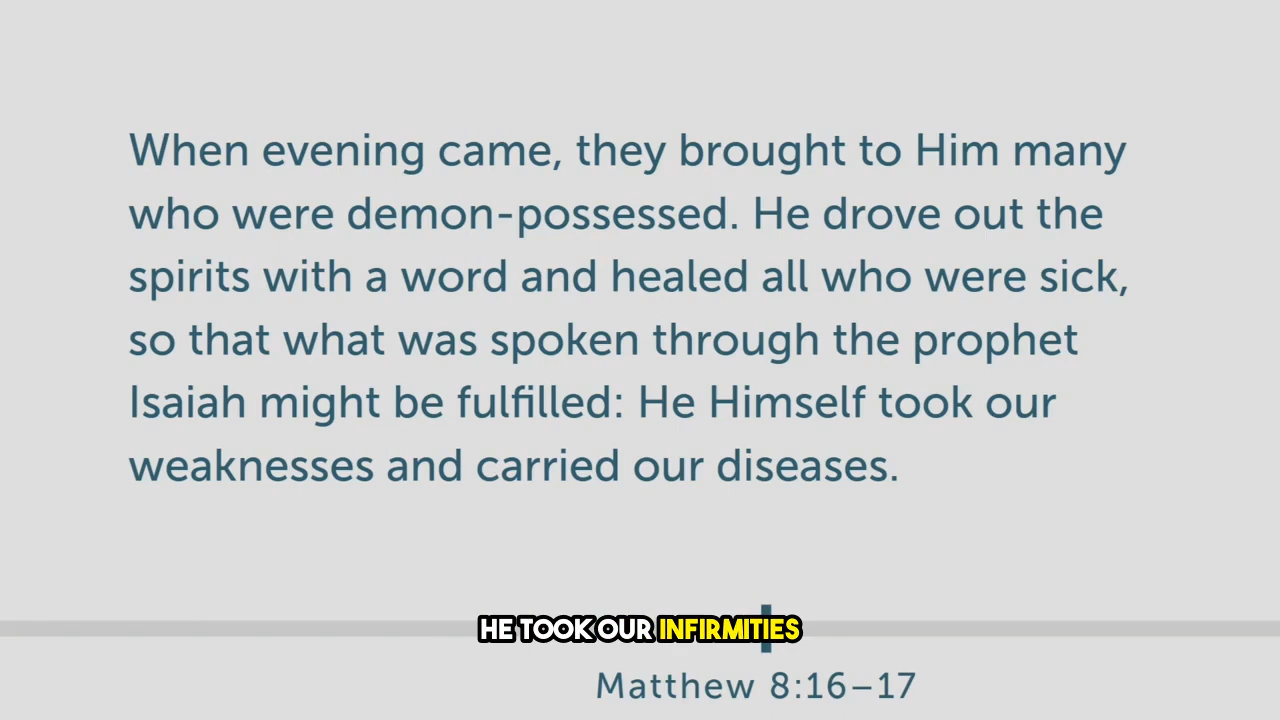 When evening came, they brought to Him many
who were demon-possessed. He drove out the
spirits with a word and healed all who were sick,
so that what was spoken through the prophet
Isaiah might be fulfilled: He Himself took our
weaknesses and carried our diseases.
HE TOOK OUR INFIRMITIES
Matthew 8:16–17